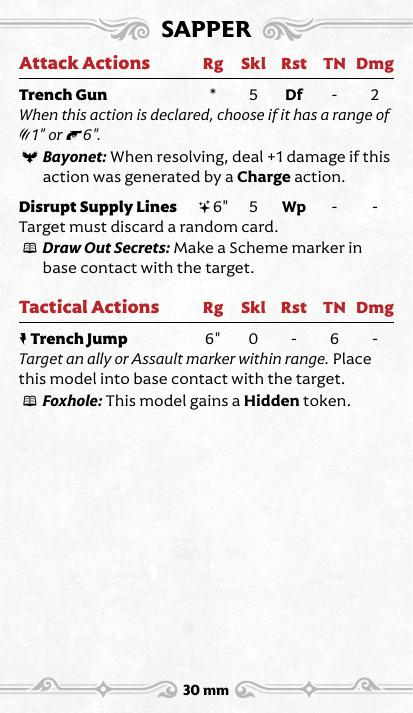 SAPPER
Attack Actions Rg Skl Rst TN Dmg
Trench Gun * 5 Df - 2
When this action is declared, choose if it has a range of
1" or 6".
Bayonet: When resolving, deal +1 damage if this
action was generated by a Charge action.
Disrupt Supply Lines 6" 5 Wp - -
Target must discard a random card.
Draw Out Secrets: Make a Scheme marker in
base contact with the target.
Tactical Actions Rg Skl Rst TN Dmg
Trench Jump 6" 0 - 6 -
Target an ally or Assault marker within range. Place
this model into base contact with the target.
Foxhole: This model gains a Hidden token.
30 mm